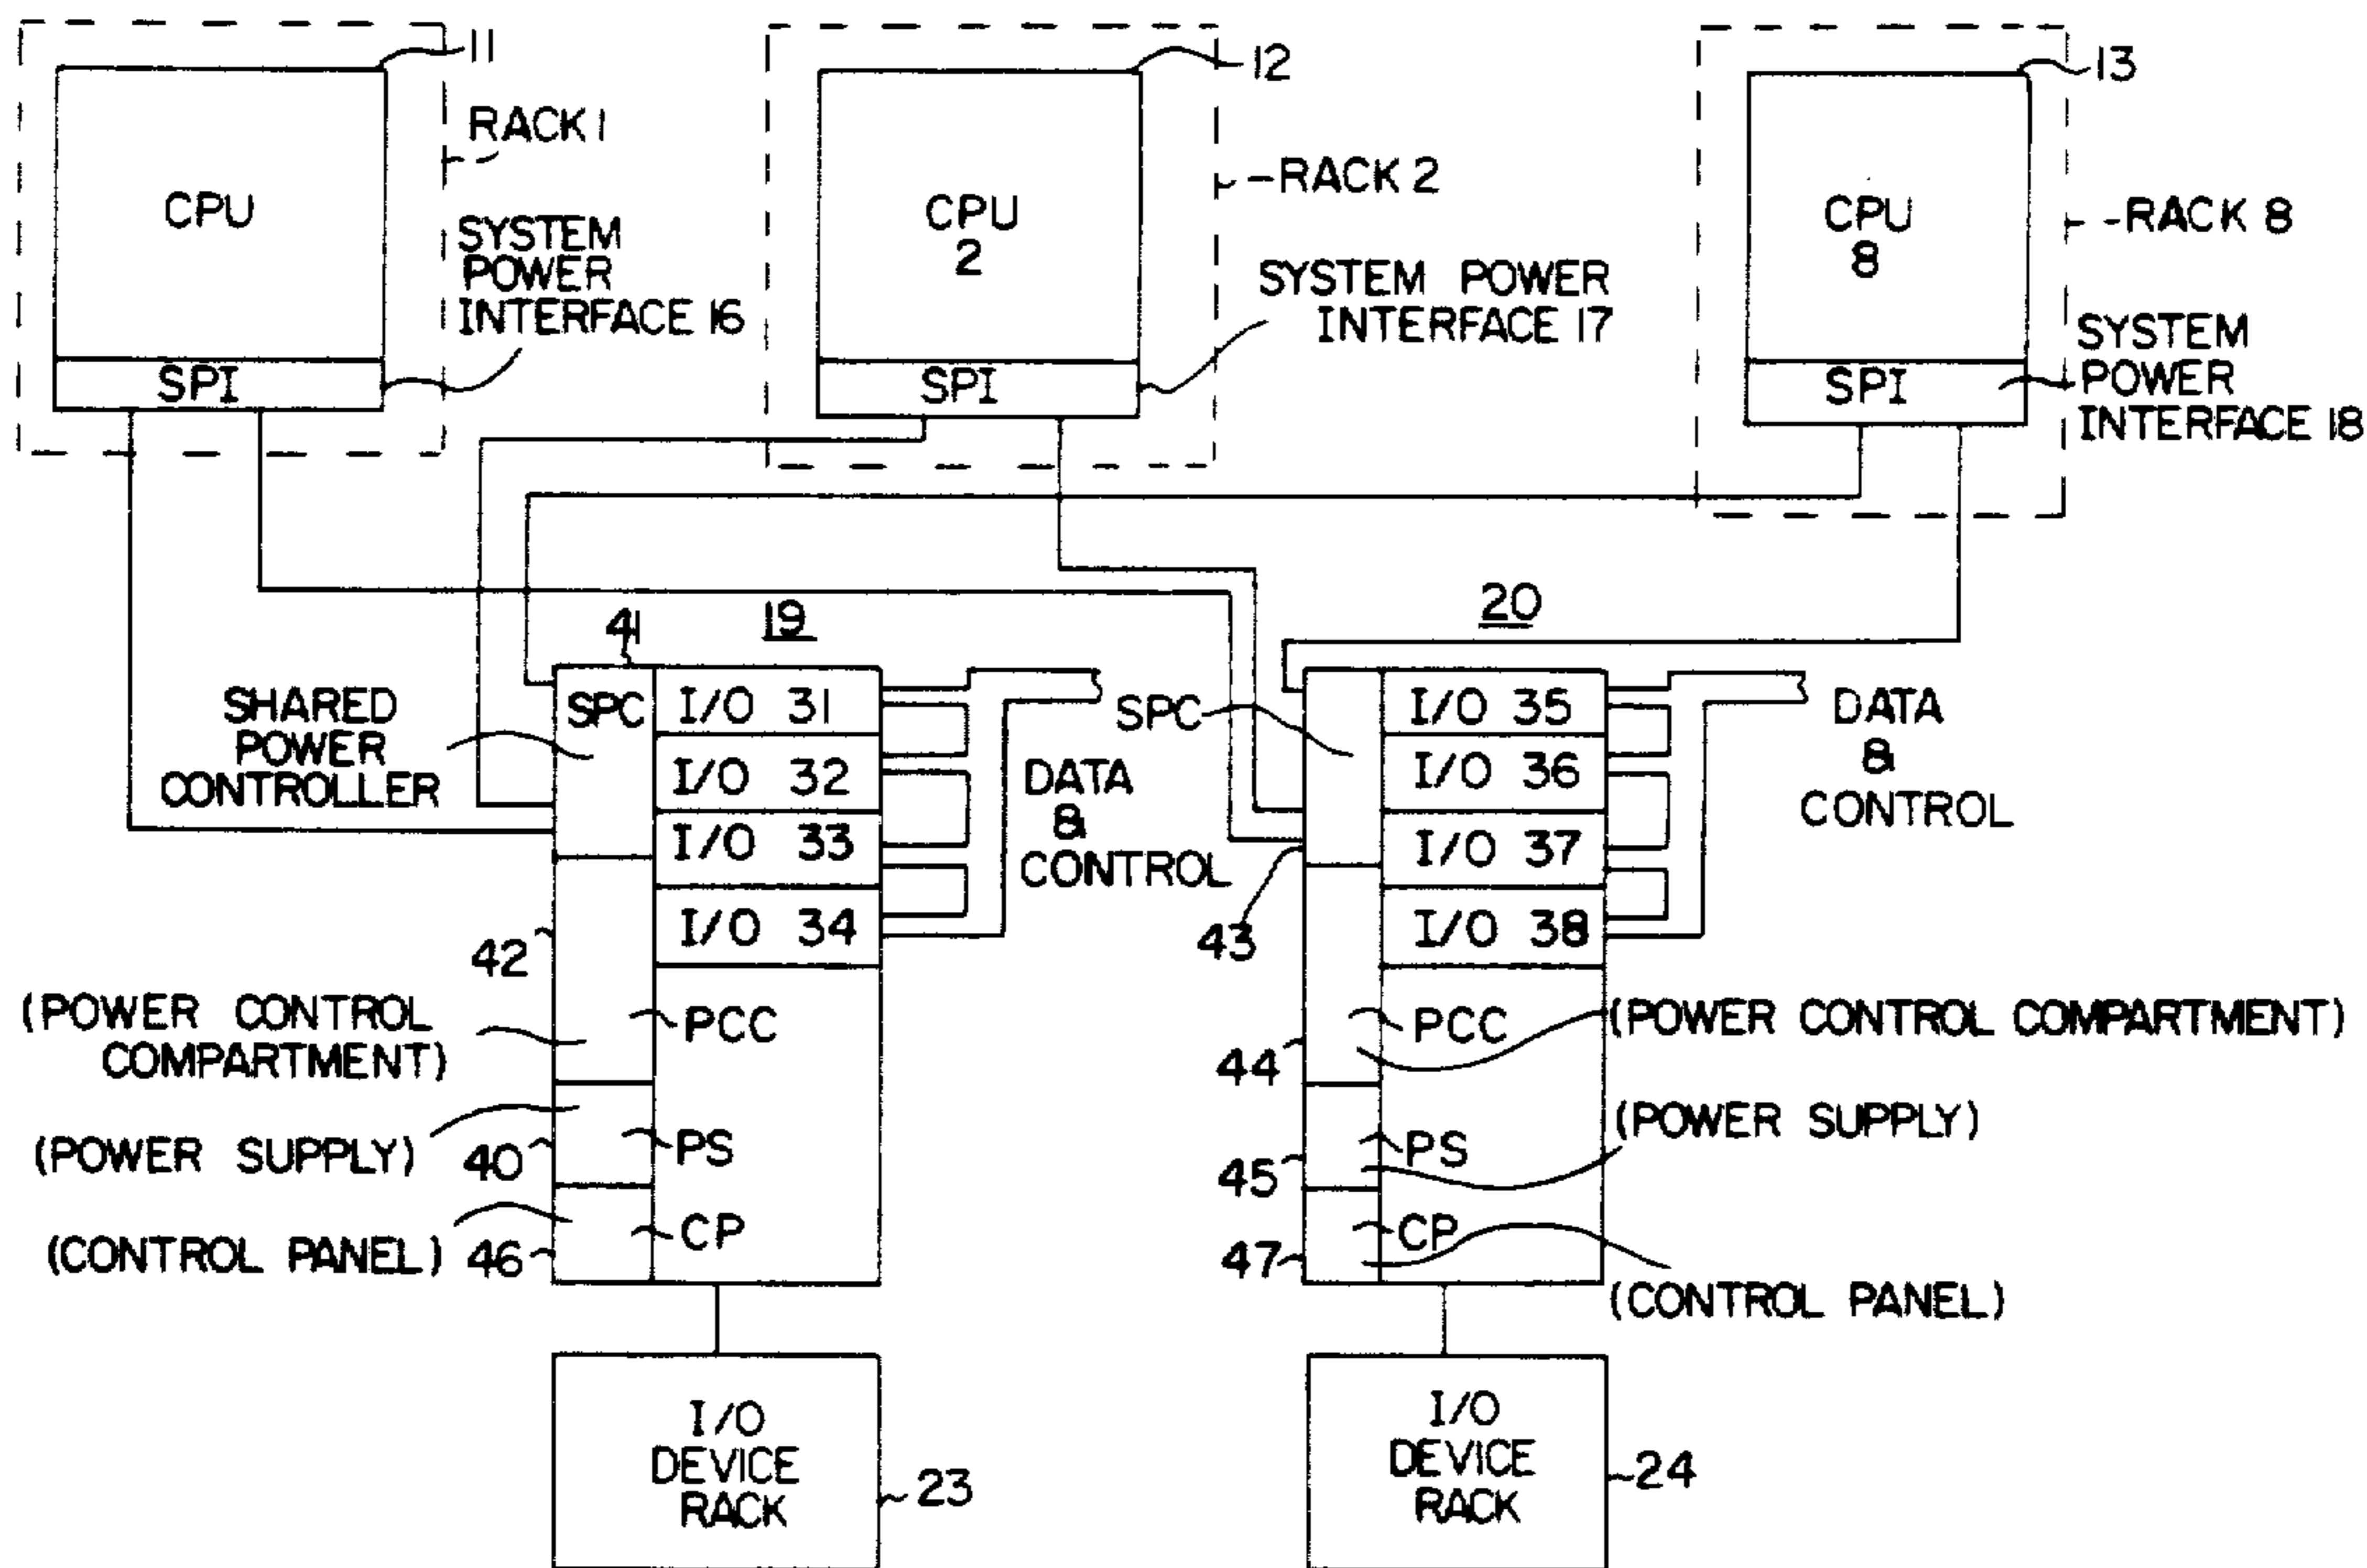 11
RACK 1
CPU
SYSTEM
POWER
INTERFACE 16
SPI
12
-RACK 2
CPU
2
SYSTEM POWER
INTERFACE 17
SPI
13
-RACK 8
CPU
8
SYSTEM
POWER
INTERFACE 18
SPI
41
19
SHARED
POWER
CONTROLLER
SPC
I/O 31
I/O 32
I/O 33
I/O 34
DATA
&
CONTROL
42
(POWER CONTROL
COMPARTMENT)
PCC
(POWER SUPPLY)
40
PS
(CONTROL PANEL)
46
CP
I/O
DEVICE
RACK
23
20
SPC
I/O 35
I/O 36
I/O 37
I/O 38
DATA
&
CONTROL
43
PCC
(POWER CONTROL COMPARTMENT)
44
(POWER SUPPLY)
PS
45
CP
47
(CONTROL PANEL)
I/O
DEVICE
RACK
24